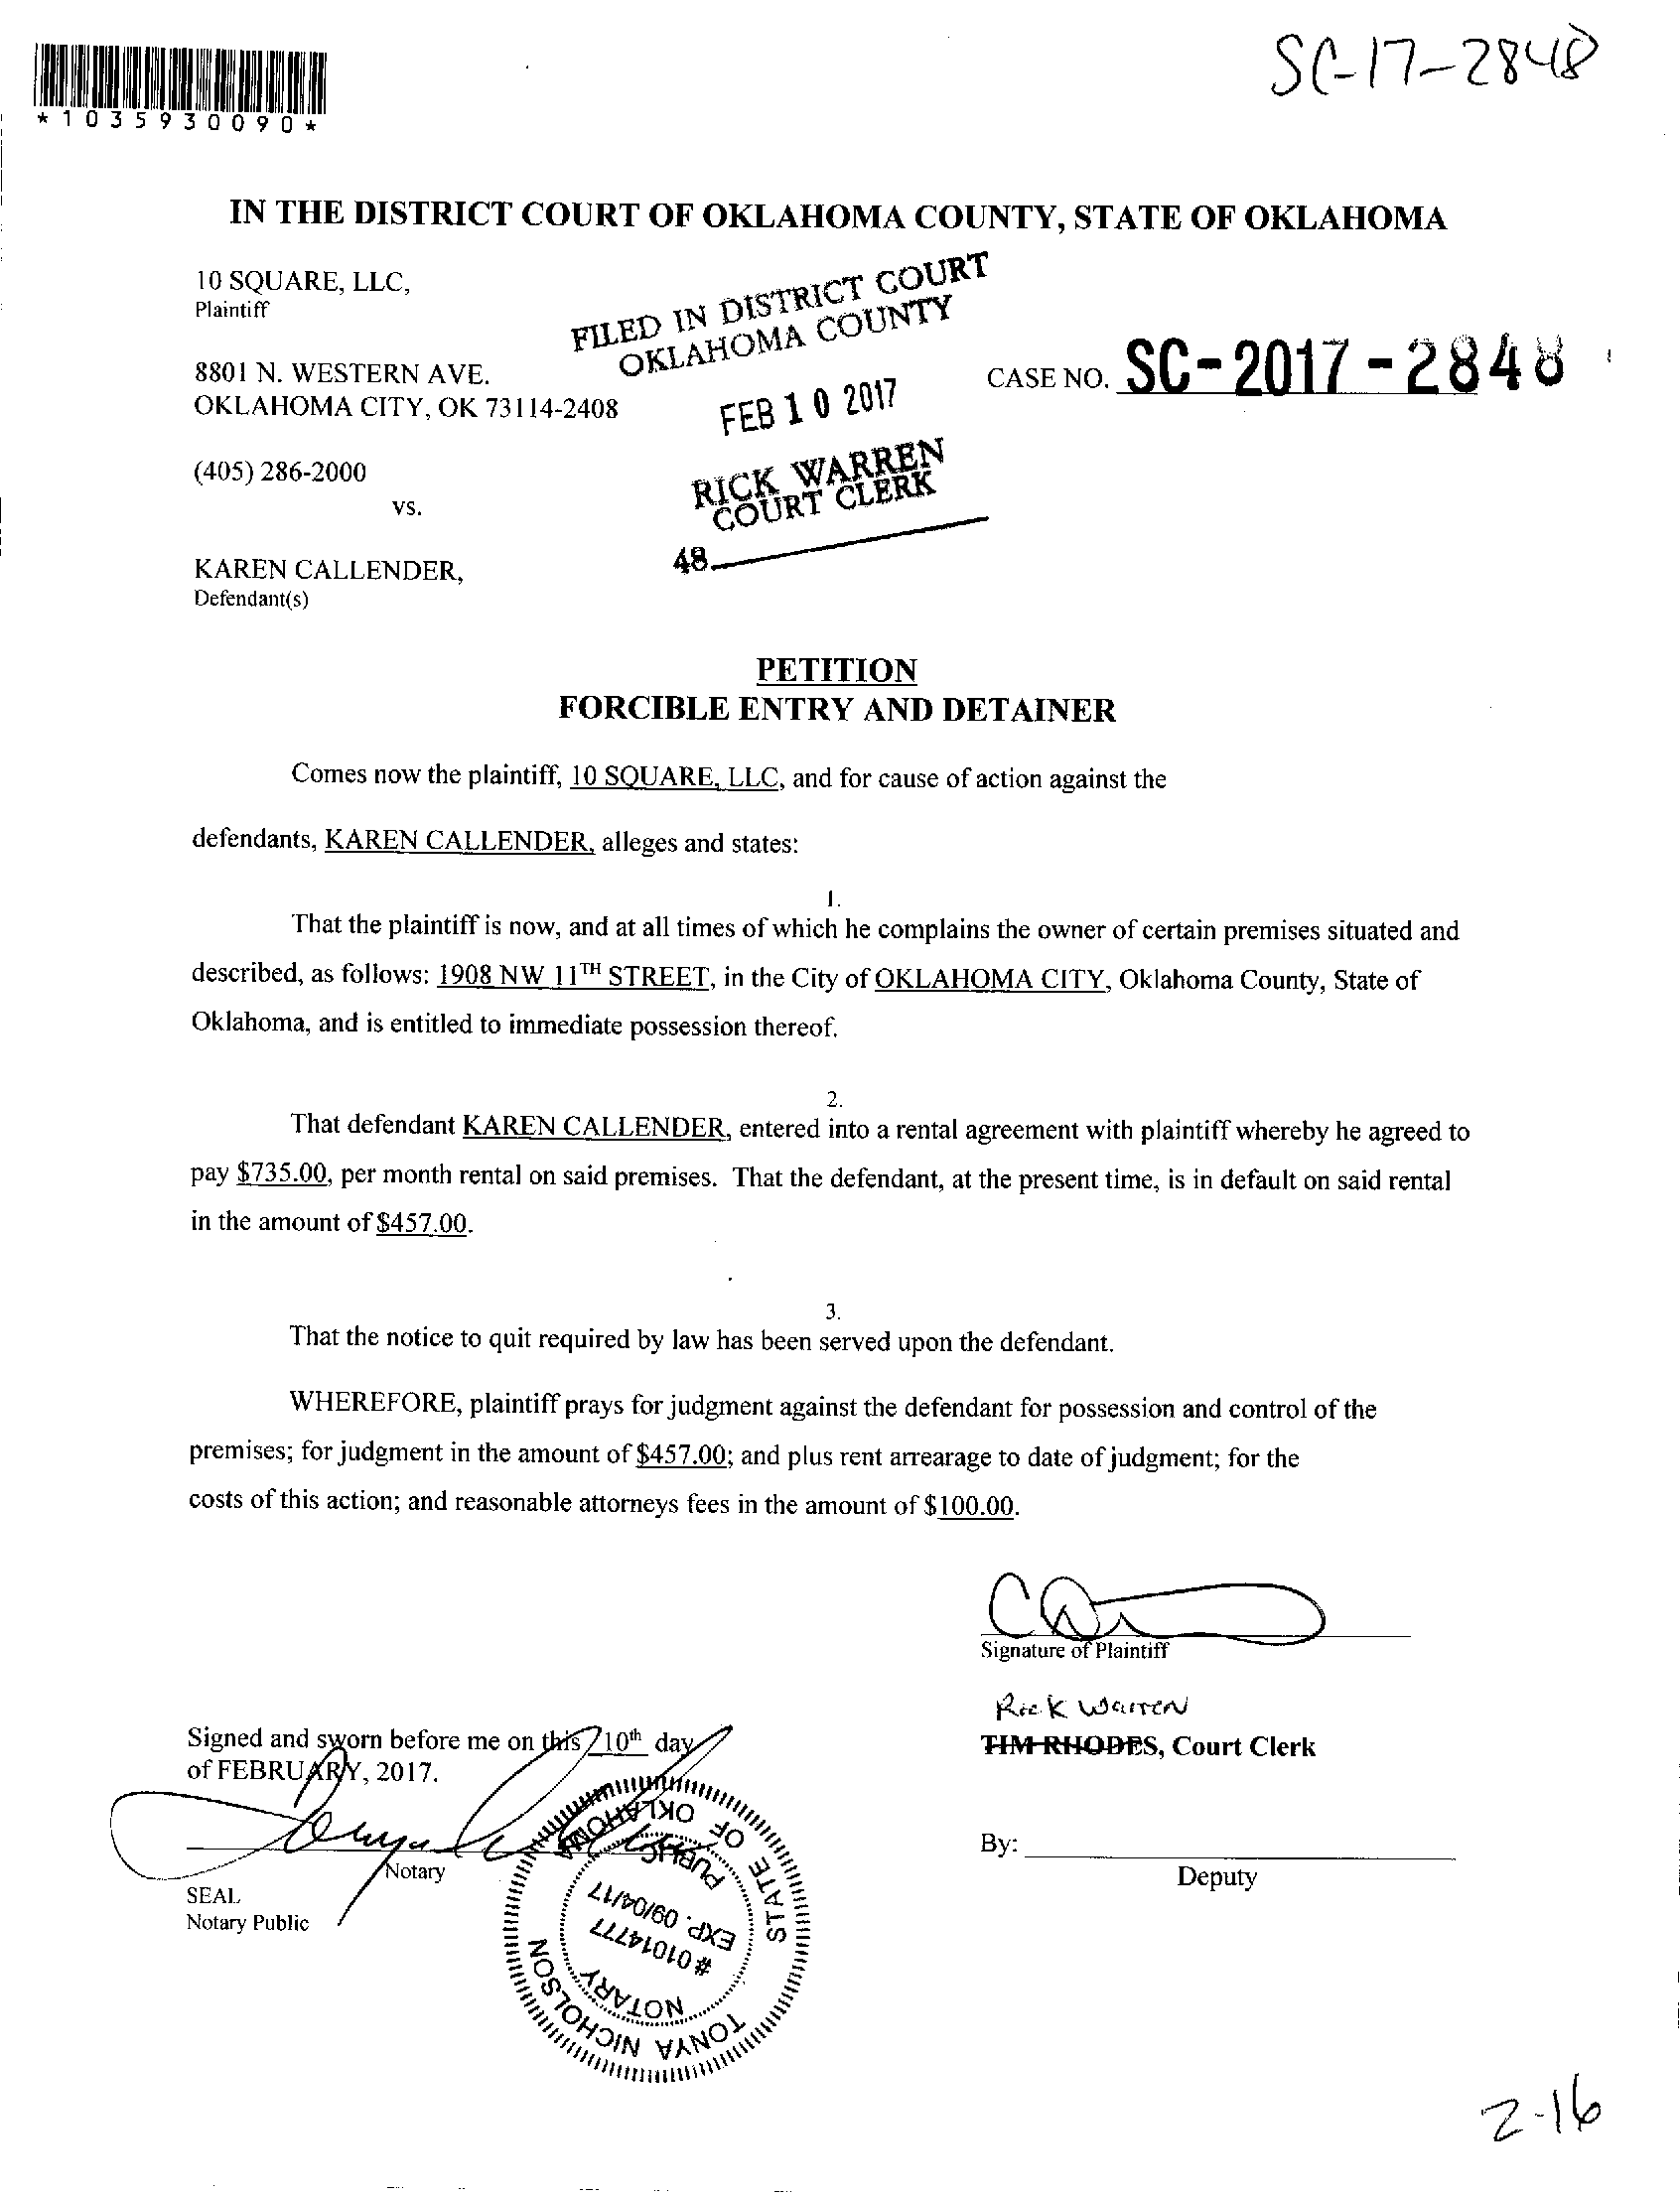 SC-17-2848
*1035930090*
IN THE DISTRICT COURT OF OKLAHOMA COUNTY, STATE OF OKLAHOMA
10 SQUARE, LLC,
Plaintiff
FILED IN DISTRICT COURT
OKLAHOMA COUNTY
8801 N. WESTERN AVE.
OKLAHOMA CITY, OK 73114-2408
CASE NO. SC-2017-2848
FEB 10 2017
(405) 286-2000
RICK WARREN
COURT CLERK
vs.
48
KAREN CALLENDER,
Defendant(s)
PETITION
FORCIBLE ENTRY AND DETAINER
Comes now the plaintiff, 10 SQUARE, LLC, and for cause of action against the
defendants, KAREN CALLENDER, alleges and states:
1.
That the plaintiff is now, and at all times of which he complains the owner of certain premises situated and
described, as follows: 1908 NW 11TH STREET, in the City of OKLAHOMA CITY, Oklahoma County, State of
Oklahoma, and is entitled to immediate possession thereof.
2.
That defendant KAREN CALLENDER, entered into a rental agreement with plaintiff whereby he agreed to
pay $735.00, per month rental on said premises. That the defendant, at the present time, is in default on said rental
in the amount of $457.00.
3.
That the notice to quit required by law has been served upon the defendant.
WHEREFORE, plaintiff prays for judgment against the defendant for possession and control of the
premises; for judgment in the amount of $457.00; and plus rent arrearage to date of judgment; for the
costs of this action; and reasonable attorneys fees in the amount of $100.00.
Signature of Plaintiff
Rick Warren
TIM RHODES, Court Clerk
Signed and sworn before me on this 10th day
of FEBRUARY, 2017.
Notary
SEAL
Notary Public
By:
Deputy
TONYA NICHOLSON
STATE OF OKLAHOMA
NOTARY
# 01014777
EXP. 09/04/17
PUBLIC
2-16